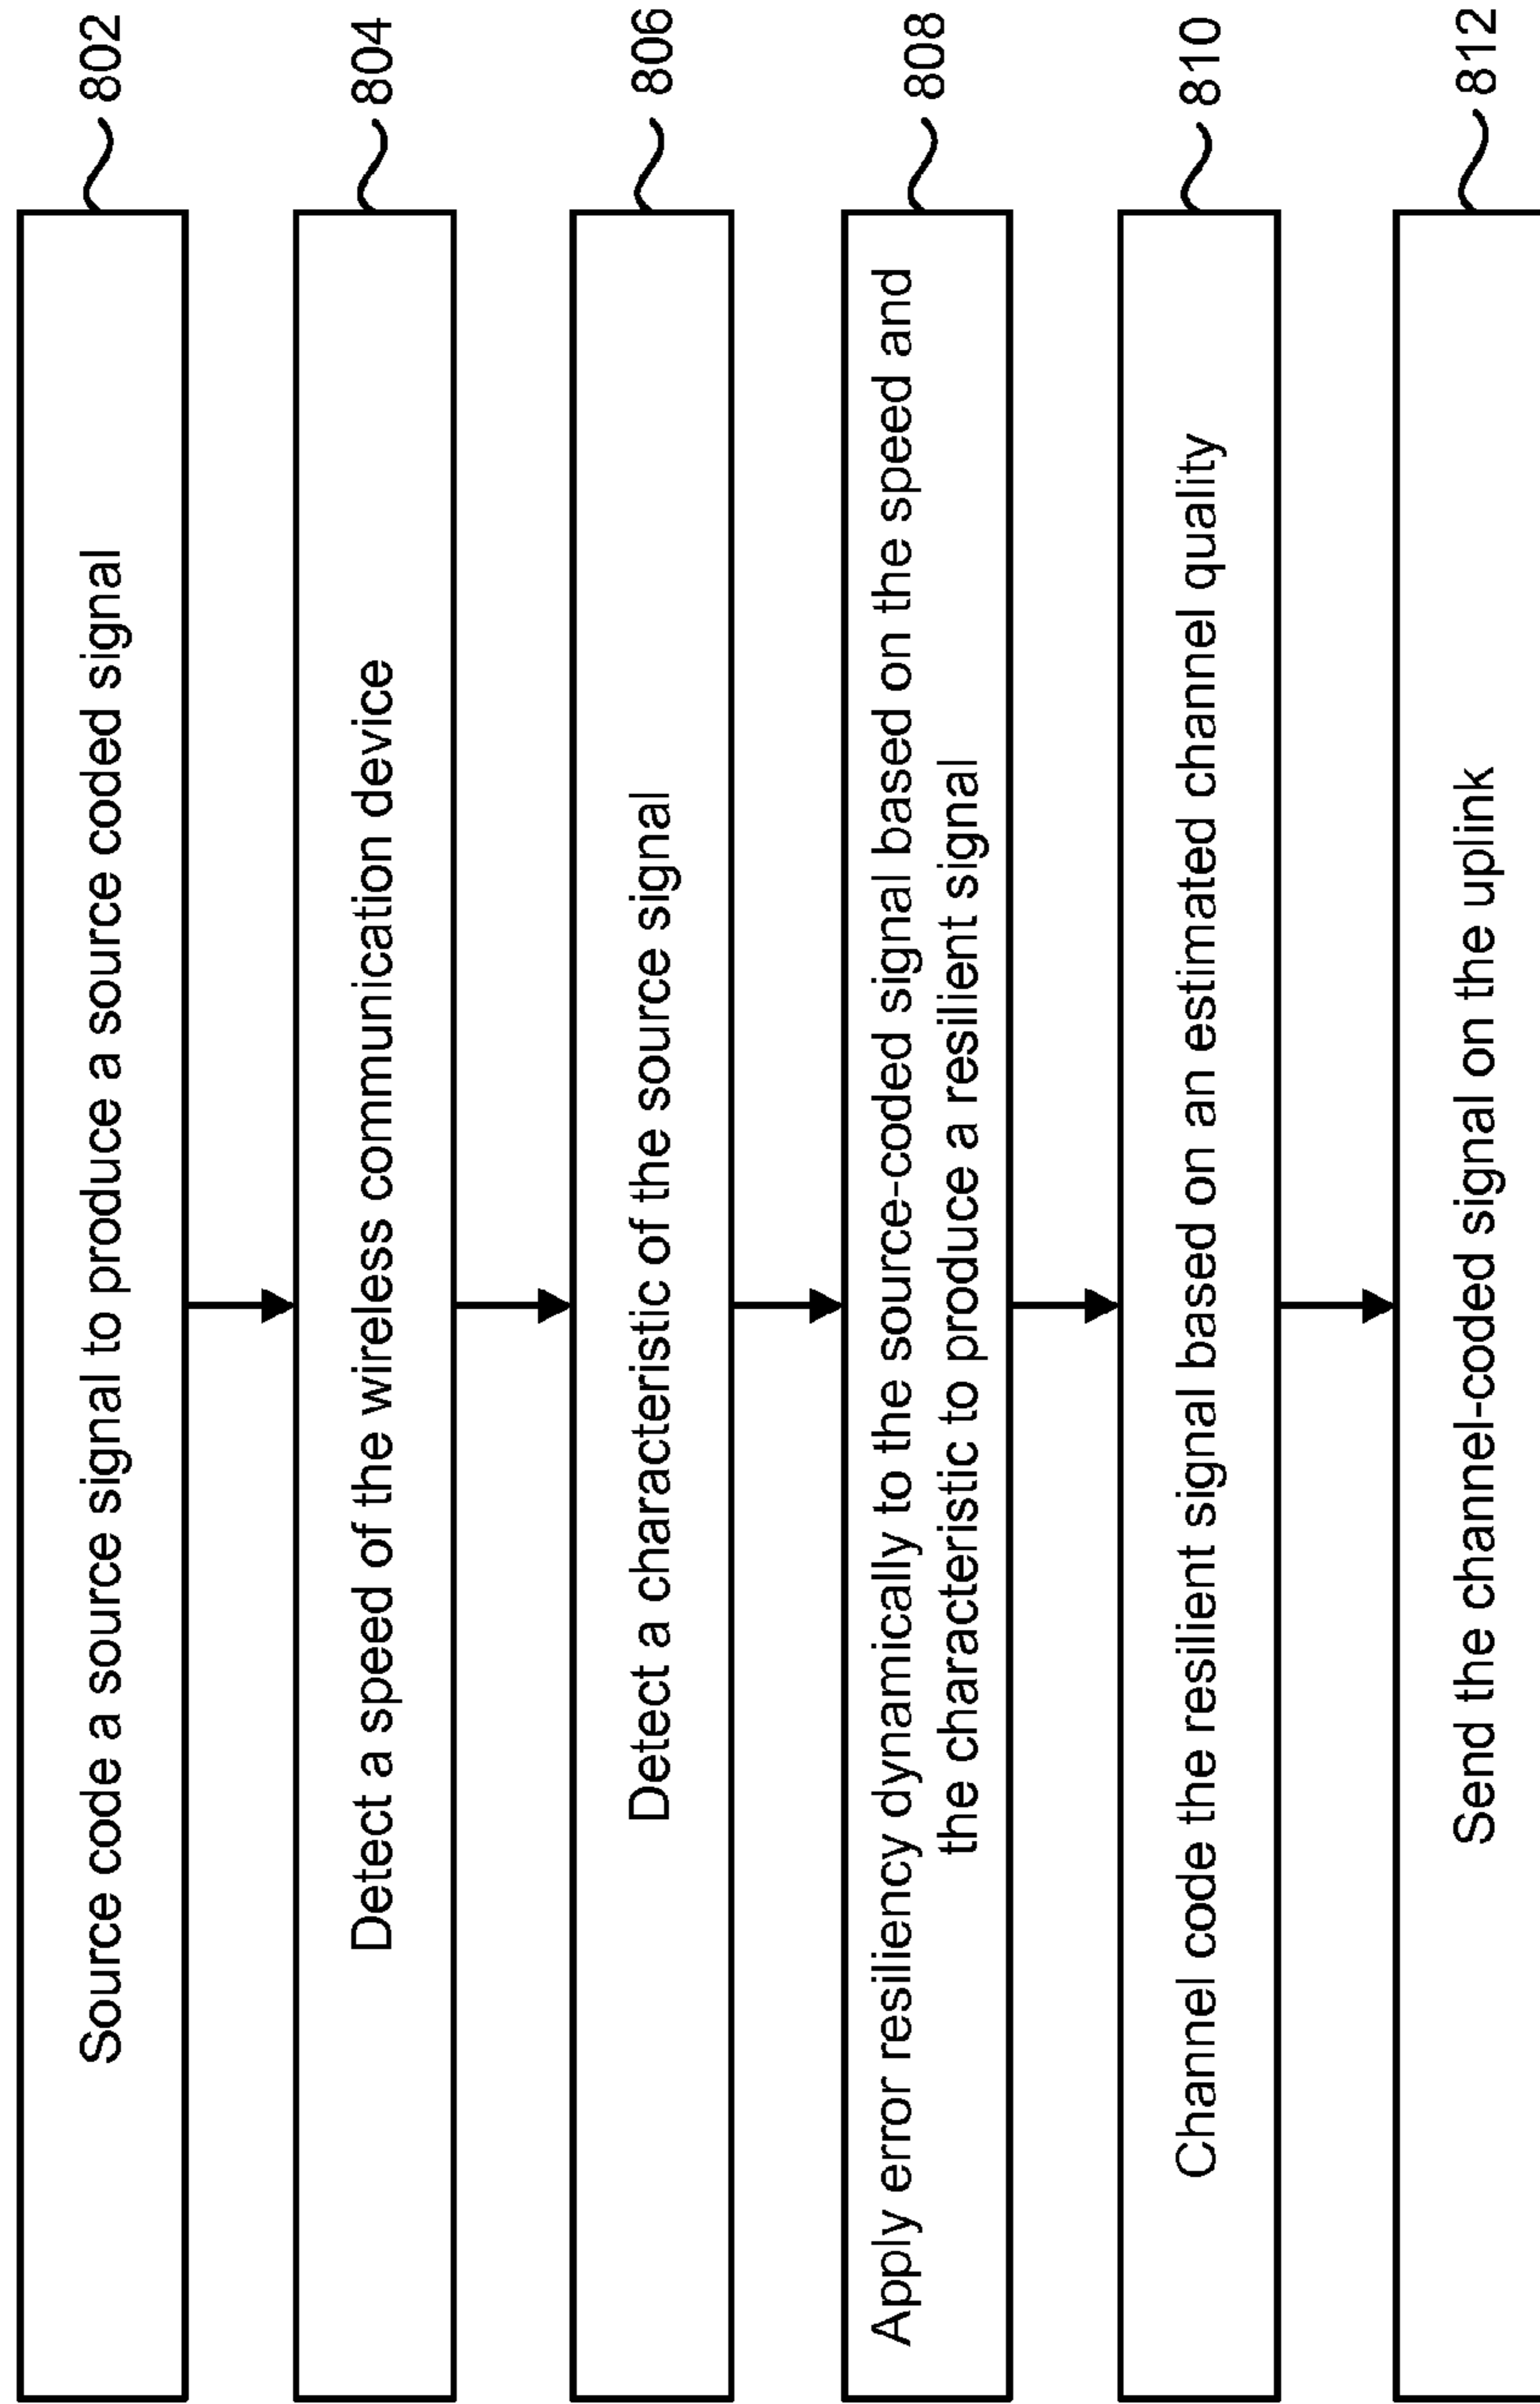 Source code a source signal to produce a source coded signal
802
Detect a speed of the wireless communication device
804
Detect a characteristic of the source signal
806
Apply error resiliency dynamically to the source-coded signal based on the speed and
the characteristic to produce a resilient signal
808
Channel code the resilient signal based on an estimated channel quality
810
Send the channel-coded signal on the uplink
812